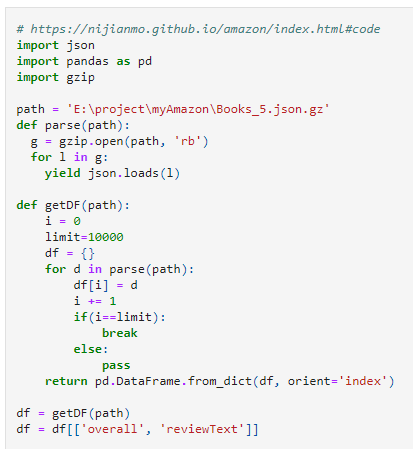 # https://nijianmo.github.io/amazon/index.html#code
import json
import pandas as pd
import gzip

path = 'E:\project\myAmazon\Books_5.json.gz'
def parse(path):
  g = gzip.open(path, 'rb')
  for l in g:
    yield json.loads(l)

def getDF(path):
    i = 0
    limit=10000
    df = {}
    for d in parse(path):
        df[i] = d
        i += 1
        if(i==limit):
            break
        else:
            pass
    return pd.DataFrame.from_dict(df, orient='index')

df = getDF(path)
df = df[['overall', 'reviewText']]